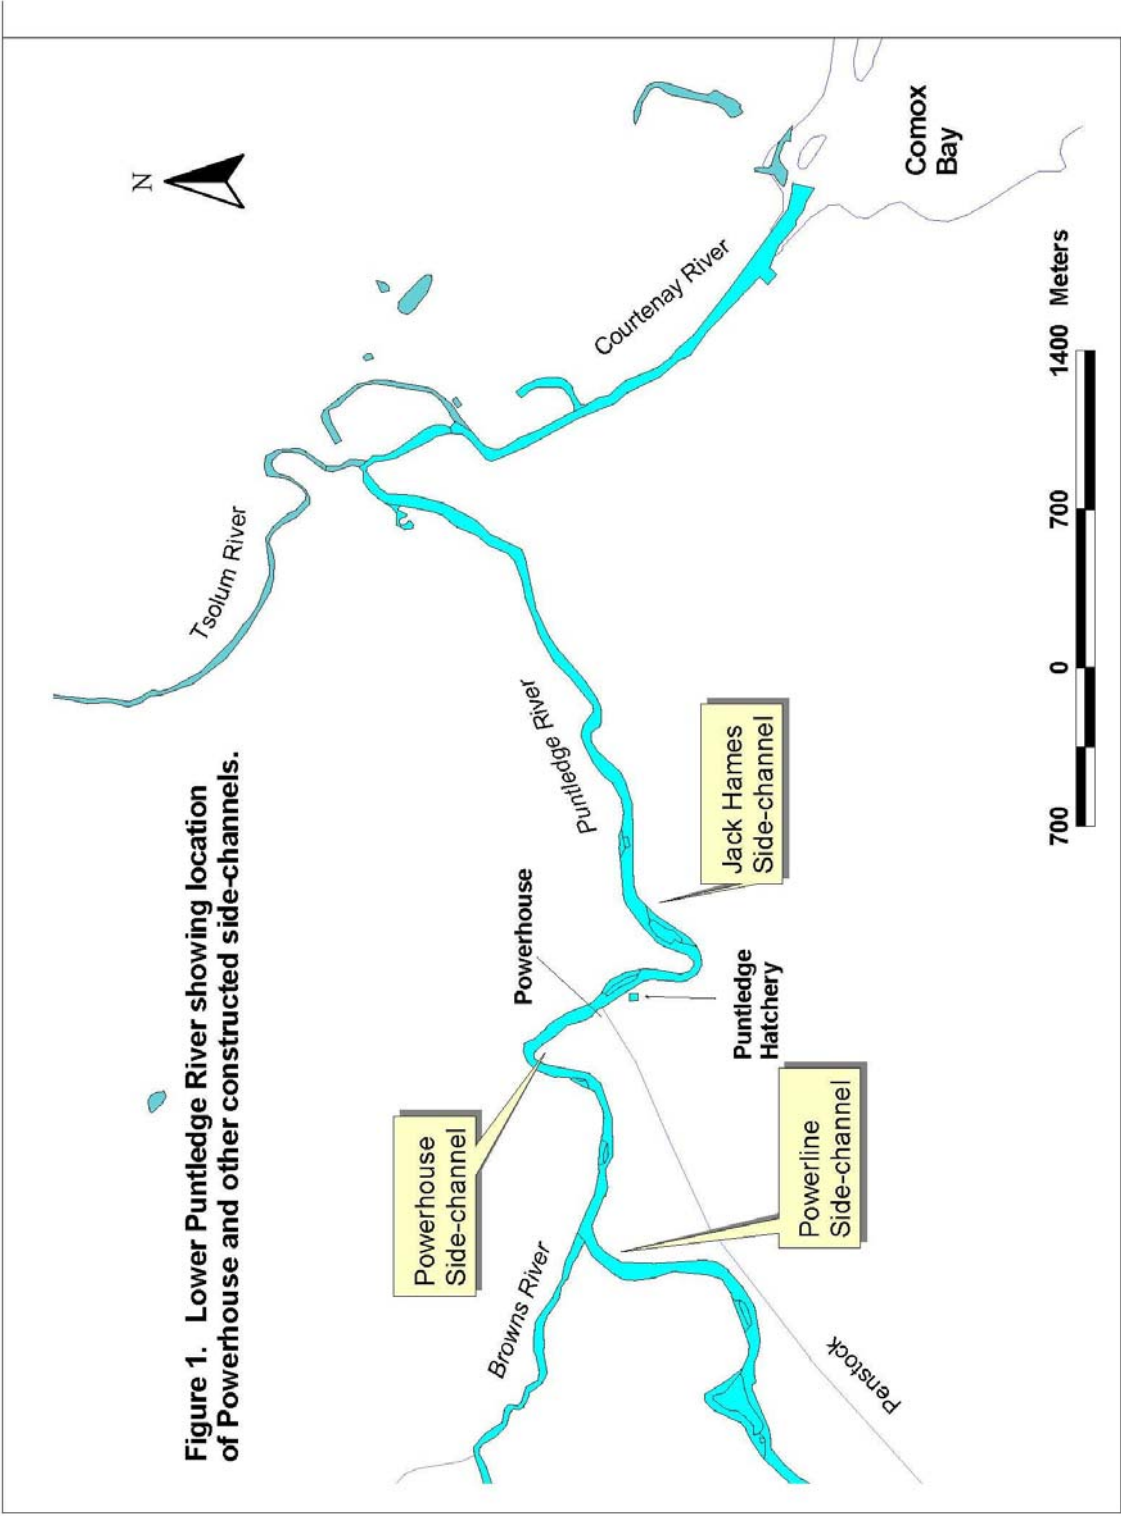 Figure 1. Lower Puntledge River showing location
of Powerhouse and other constructed side-channels.
N
Tsolum River
Courtenay River
Comox
Bay
Puntledge River
Powerhouse
Powerhouse
Side-channel
Browns River
Jack Hames
Side-channel
Puntledge
Hatchery
Powerline
Side-channel
Penstock
700 0 700 1400 Meters